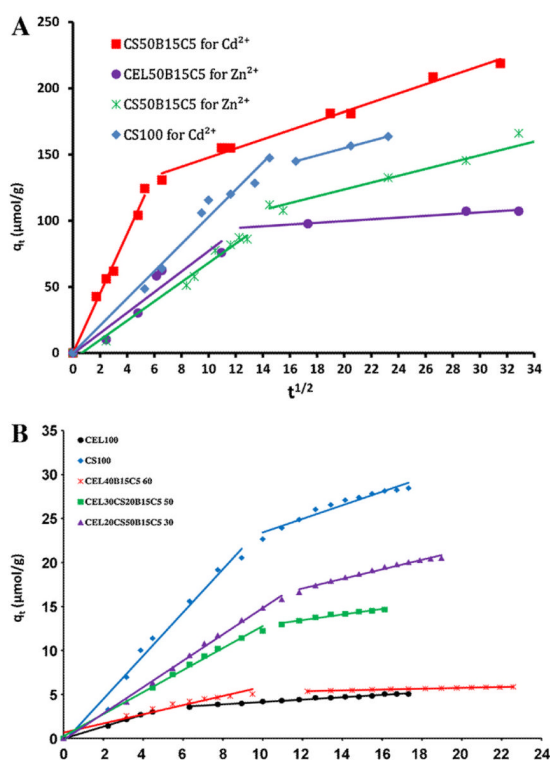 A
250
200
150
100
50
0
qt (µmol/g)
CS50B15C5 for Cd²⁺
CEL50B15C5 for Zn²⁺
CS50B15C5 for Zn²⁺
CS100 for Cd²⁺
0 2 4 6 8 10 12 14 16 18 20 22 24 26 28 30 32 34
t^1/2
B
35
30
25
20
15
10
5
0
qt (µmol/g)
CEL100
CS100
CEL40B15C5 60
CEL30CS20B15C5 50
CEL20CS50B15C5 30
0 2 4 6 8 10 12 14 16 18 20 22 24